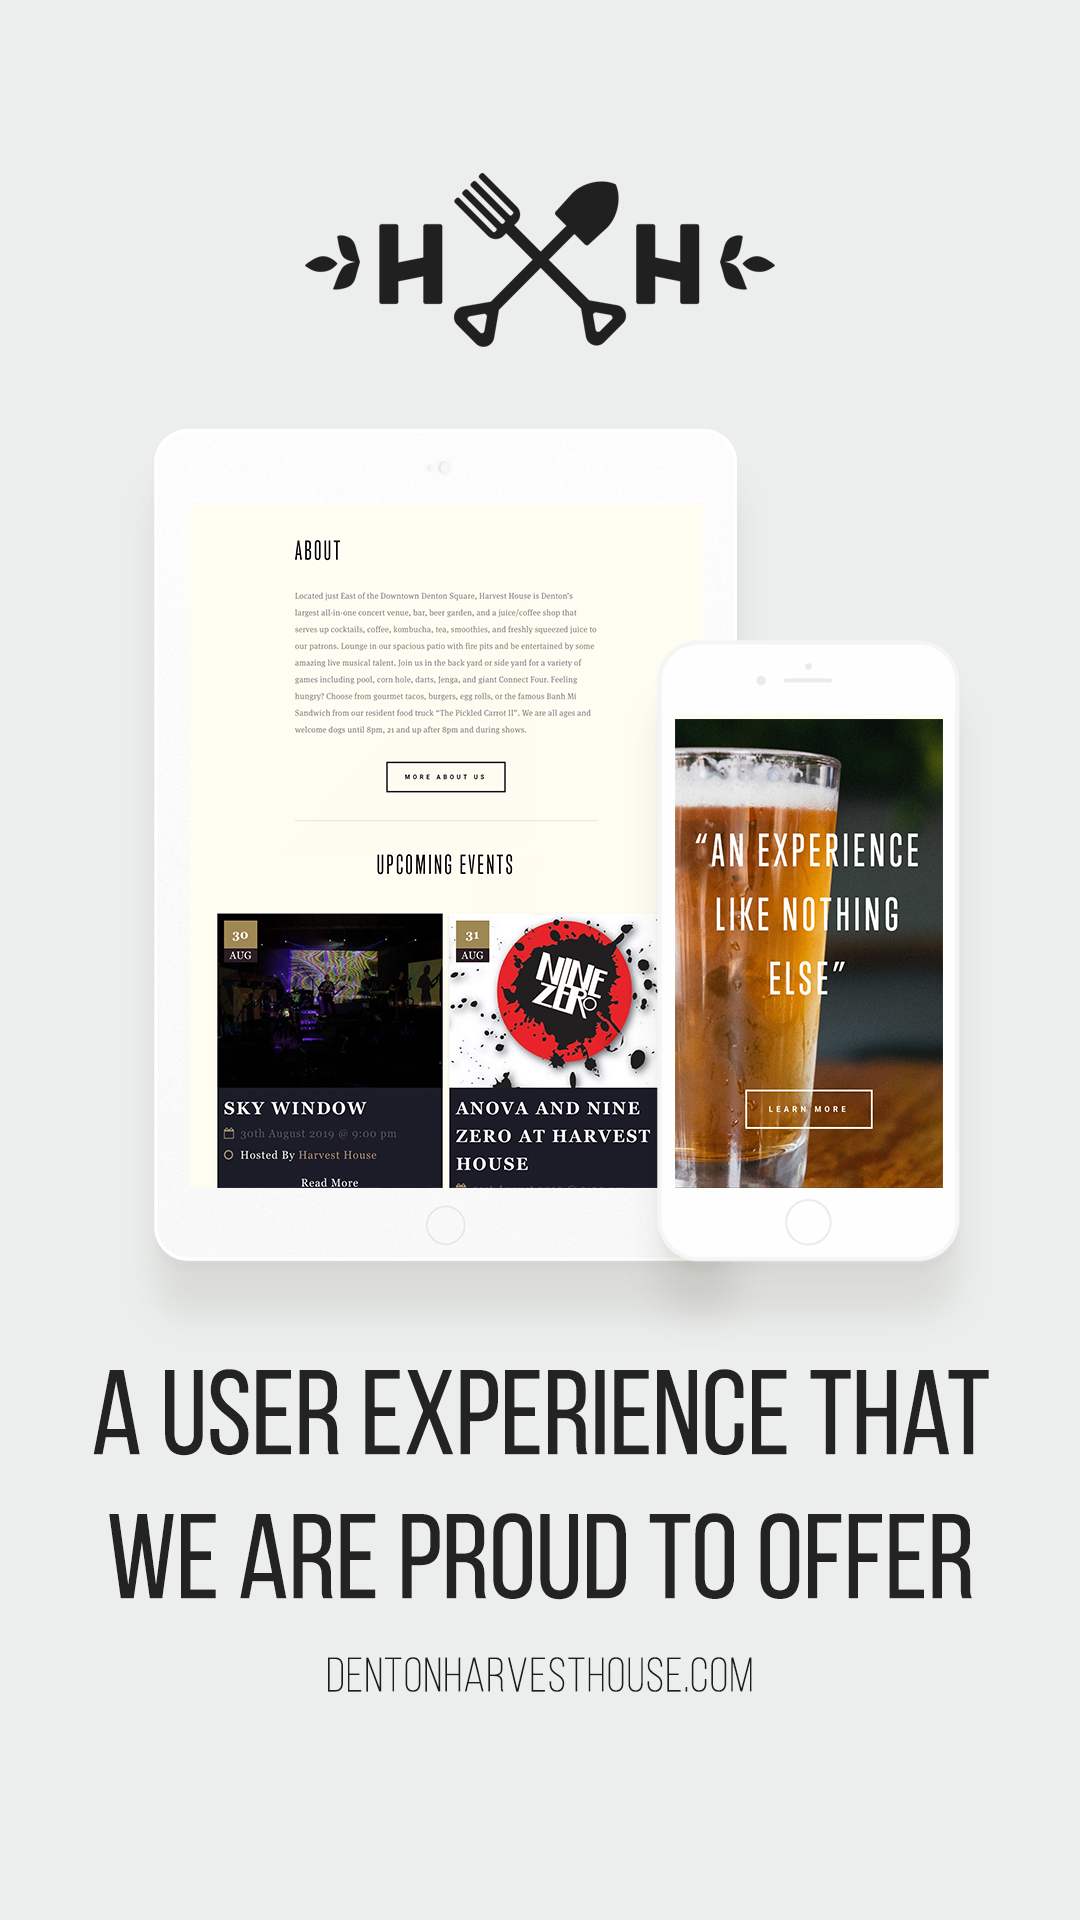 H H
ABOUT
Located just East of the Downtown Denton Square, Harvest House is Denton's
largest all-in-one concert venue, bar, beer garden, and a juice/coffee shop that
serves up cocktails, coffee, kombucha, tea, smoothies, and freshly squeezed juice to
our patrons. Lounge in our spacious patio with fire pits and be entertained by some
amazing live musical talent. Join us in the back yard or side yard for a variety of
games including pool, corn hole, darts, Jenga, and giant Connect Four. Feeling
hungry? Choose from gourmet tacos, burgers, egg rolls, or the famous Banh Mi
Sandwich from our resident food truck “The Pickled Carrot II”. We are all ages and
welcome dogs until 8pm, 21 and up after 8pm and during shows.
MORE ABOUT US
UPCOMING EVENTS
30
AUG
SKY WINDOW
30th August 2019 @ 9:00 pm
Hosted By Harvest House
Read More
31
AUG
NINE
ZERO
ANOVA AND NINE
ZERO AT HARVEST
HOUSE
“AN EXPERIENCE
LIKE NOTHING
ELSE”
LEARN MORE
A USER EXPERIENCE THAT
WE ARE PROUD TO OFFER
DENTONHARVESTHOUSE.COM